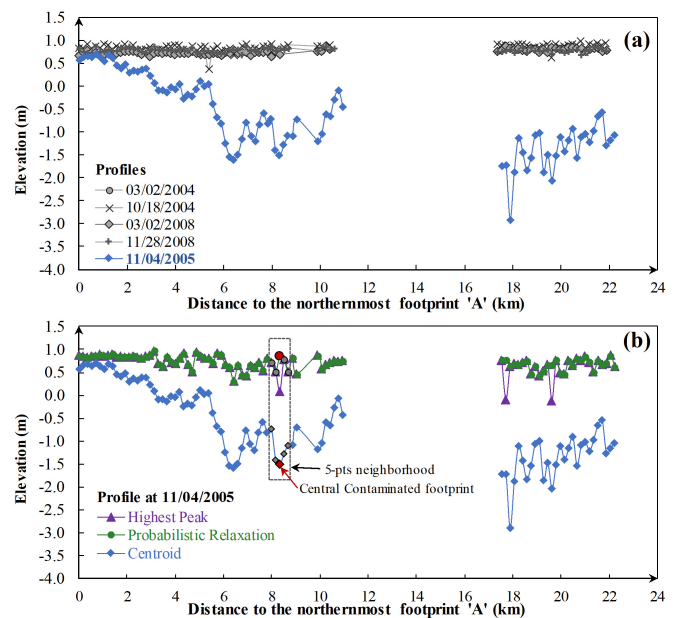 (a)
1.5
1.0
0.5
0.0
-0.5
-1.0
-1.5
-2.0
-2.5
-3.0
-3.5
-4.0
Elevation (m)
Profiles
03/02/2004
10/18/2004
03/02/2008
11/28/2008
11/04/2005
0 2 4 6 8 10 12 14 16 18 20 22 24
Distance to the northernmost footprint 'A' (km)
(b)
1.5
1.0
0.5
0.0
-0.5
-1.0
-1.5
-2.0
-2.5
-3.0
-3.5
-4.0
Elevation (m)
5-pts neighborhood
Central Contaminated footprint
Profile at 11/04/2005
Highest Peak
Probabilistic Relaxation
Centroid
0 2 4 6 8 10 12 14 16 18 20 22 24
Distance to the northernmost footprint 'A' (km)